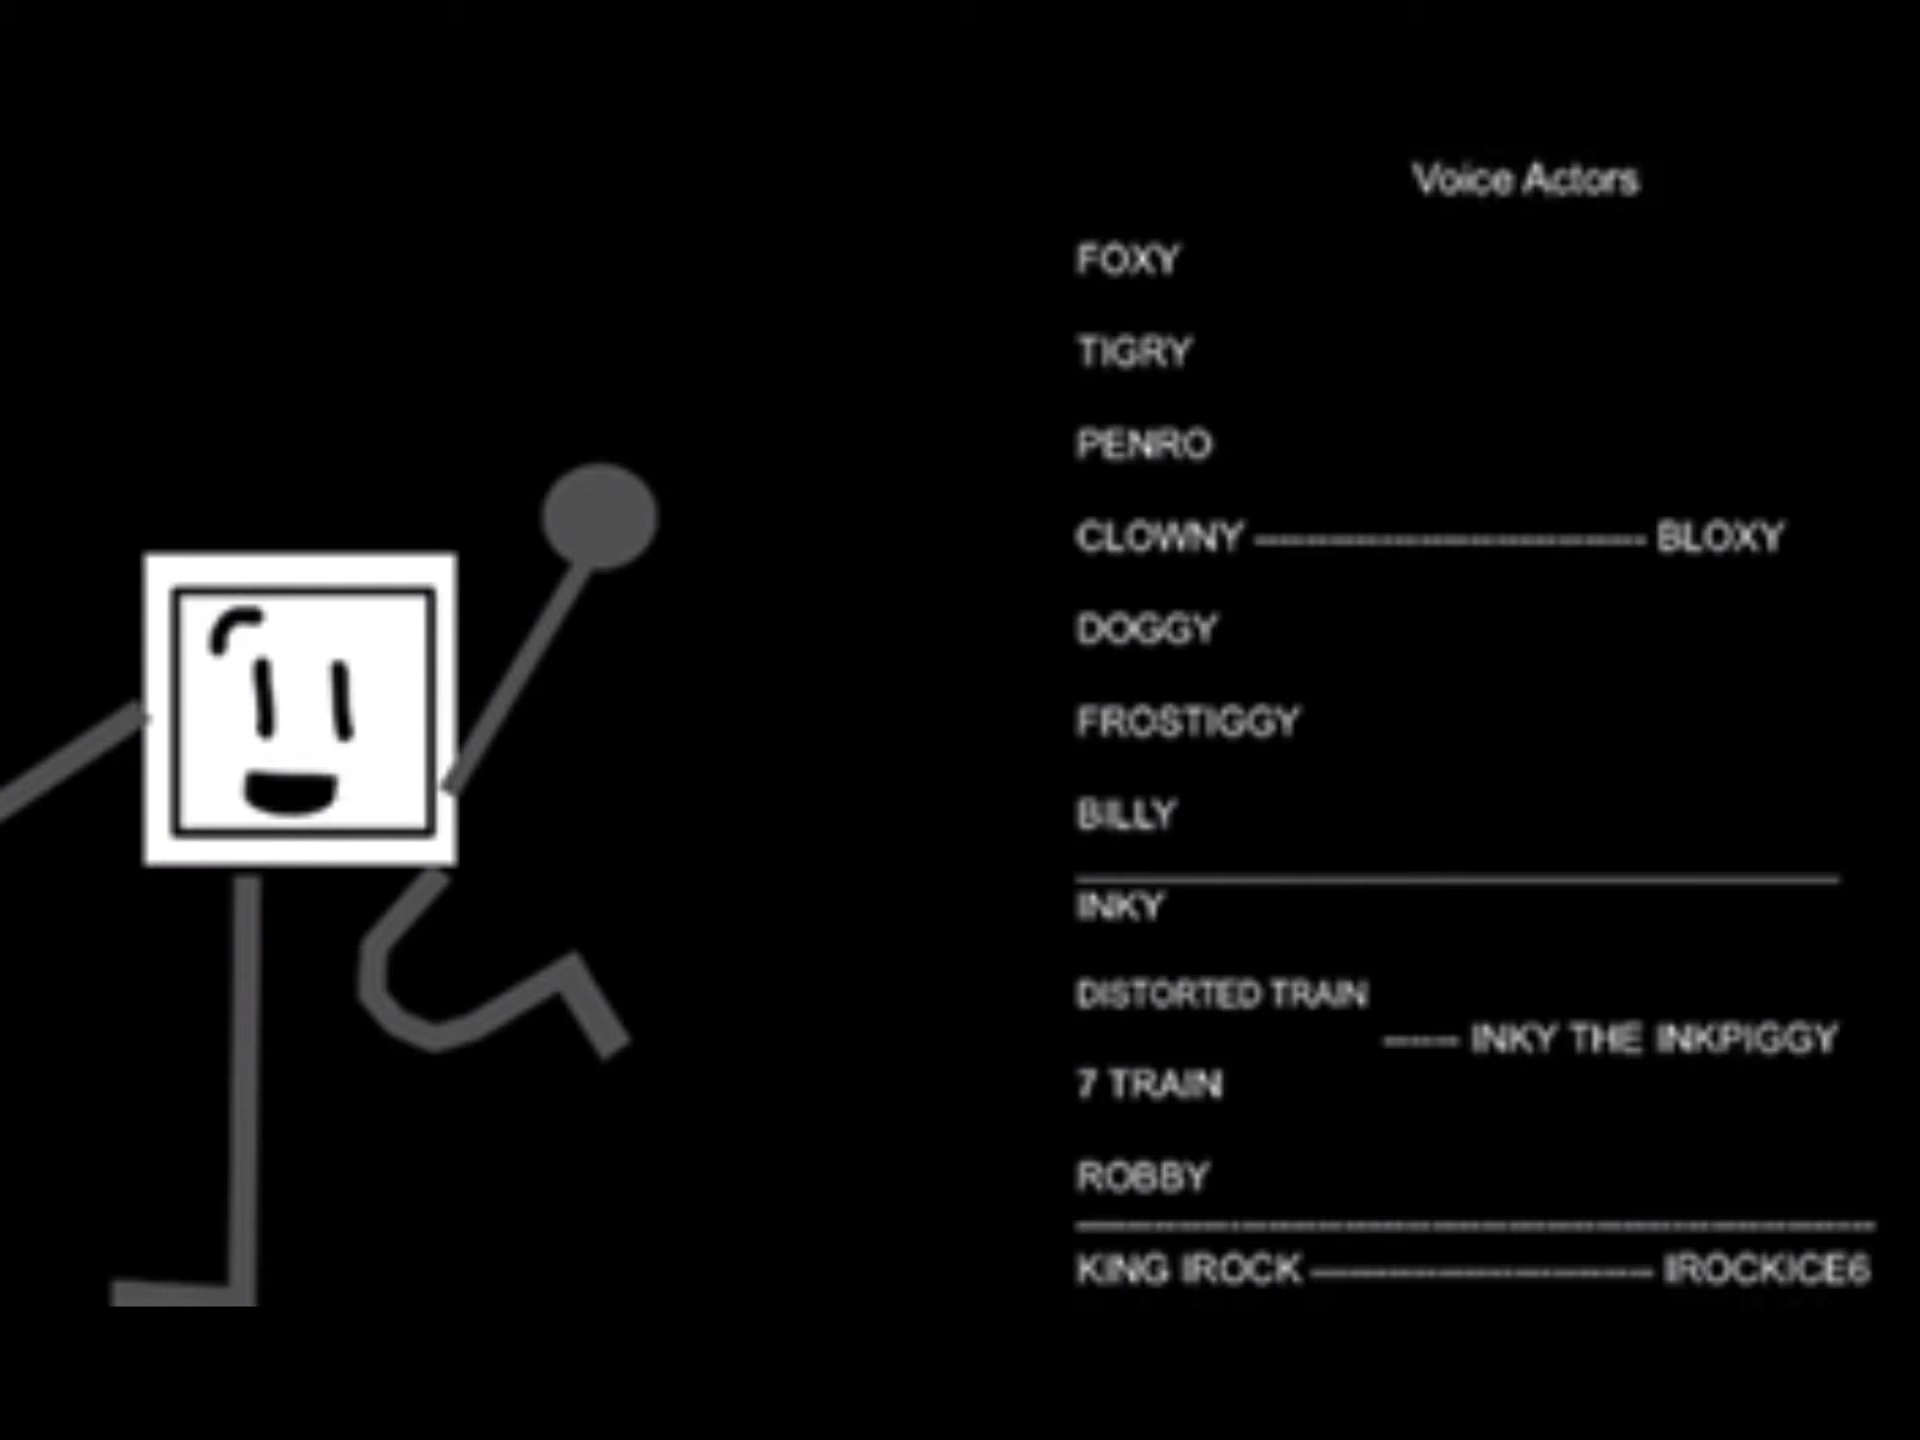 Voice Actors
FOXY
TIGRY
PENRO
CLOWNY ------------------------------ BLOXY
DOGGY
FROSTIGGY
BILLY
INKY
DISTORTED TRAIN
------ INKY THE INKPIGGY
7 TRAIN
ROBBY
KING IROCK -------------------------- IROCKICE6